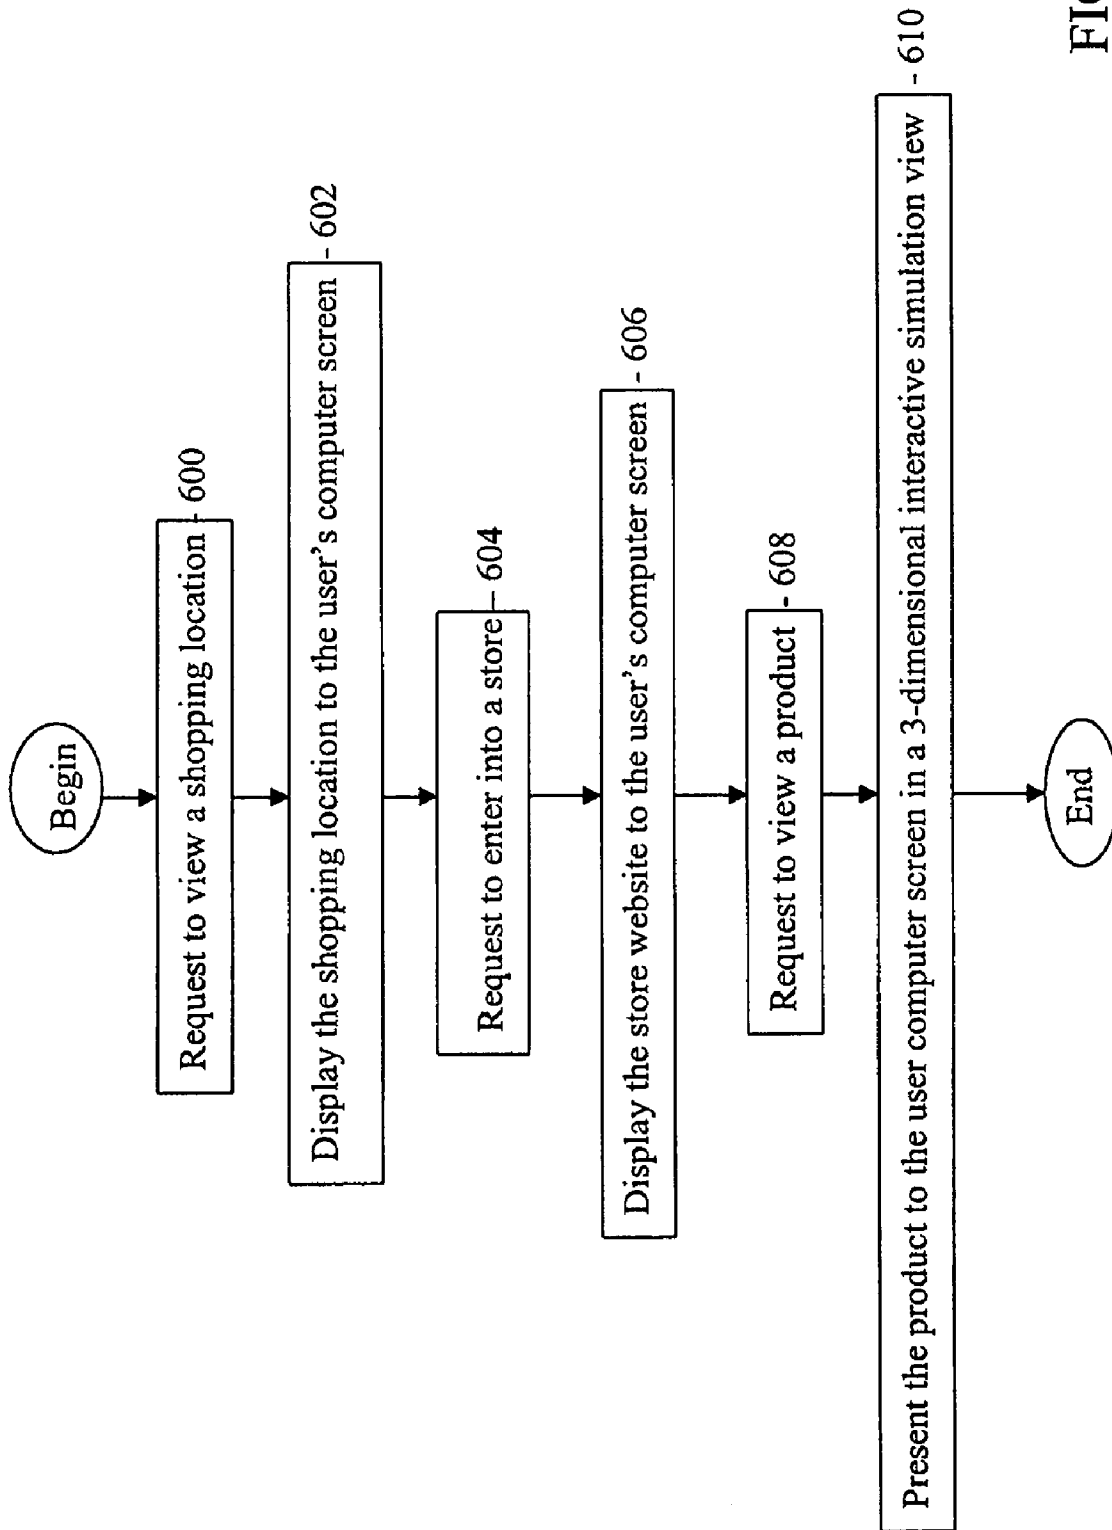 Begin
Request to view a shopping location - 600
Display the shopping location to the user's computer screen - 602
Request to enter into a store - 604
Display the store website to the user's computer screen - 606
Request to view a product - 608
Present the product to the user computer screen in a 3-dimensional interactive simulation view - 610
End